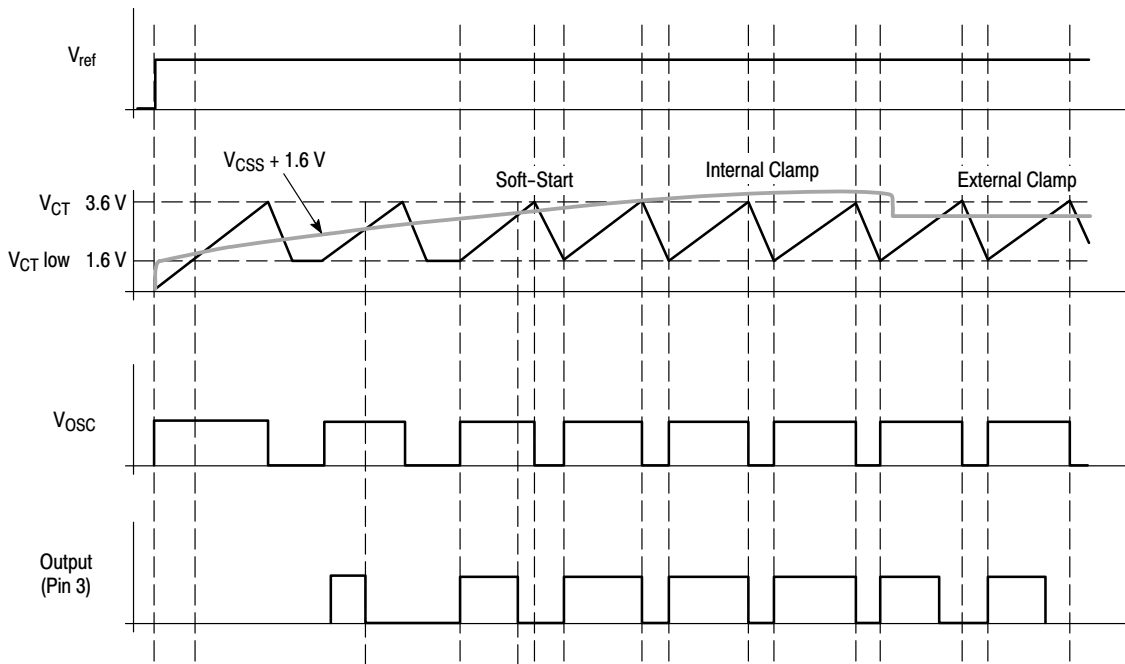 Vref
VCSS + 1.6 V
Soft-Start
Internal Clamp
External Clamp
VCT 3.6 V
VCT low 1.6 V
VOSC
Output
(Pin 3)